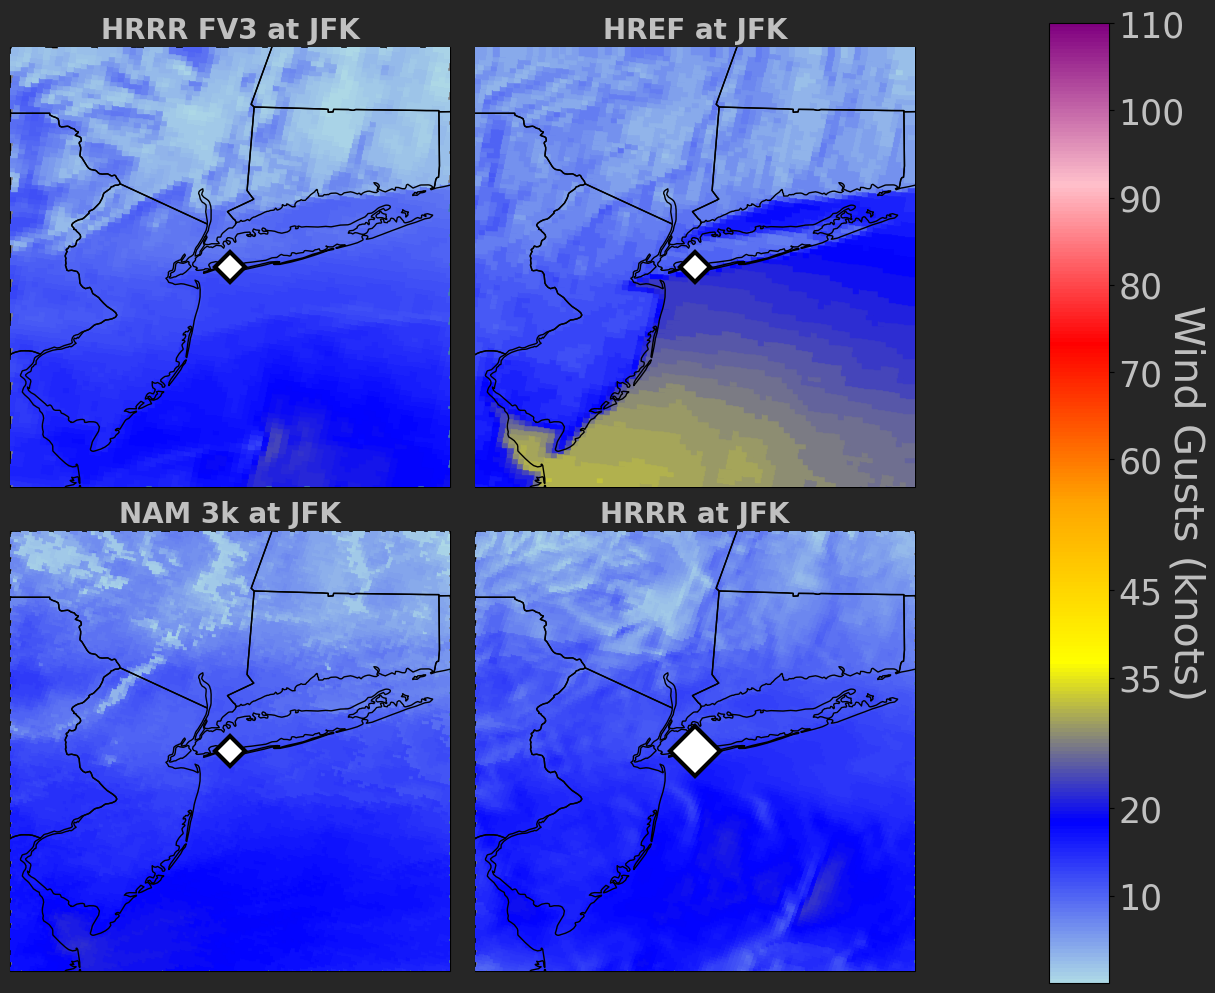 HRRR FV3 at JFK
HREF at JFK
NAM 3k at JFK
HRRR at JFK
110
100
90
80
70
60
45
35
20
10
Wind Gusts (knots)